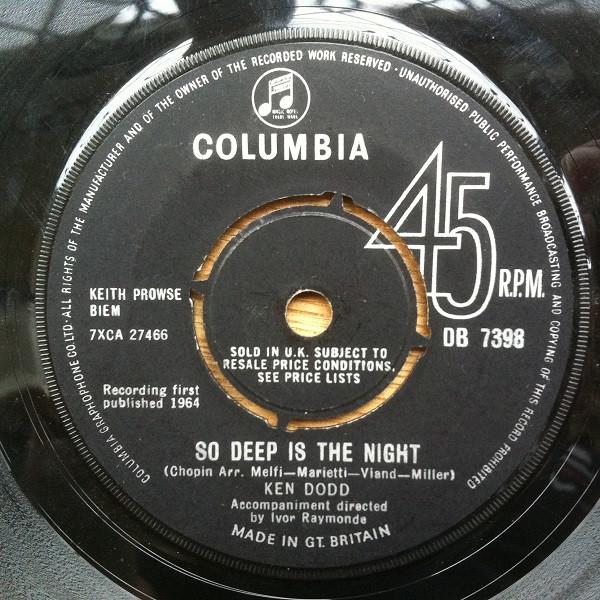 COLUMBIA GRAPHOPHONE CO.LTD·ALL RIGHTS OF THE MANUFACTURER AND OF THE OWNER OF THE RECORDED WORK RESERVED·UNAUTHORISED PUBLIC PERFORMANCE BROADCASTING AND COPYING OF THIS RECORD PROHIBITED
COLUMBIA
45
R.P.M.
KEITH PROWSE
BIEM
7XCA 27466
DB 7398
SOLD IN U.K. SUBJECT TO
RESALE PRICE CONDITIONS,
SEE PRICE LISTS
Recording first
published 1964
SO DEEP IS THE NIGHT
(Chopin Arr. Melfi—Marietti—Viand—Miller)
KEN DODD
Accompaniment directed
by Ivor Raymonde
MADE IN GT. BRITAIN